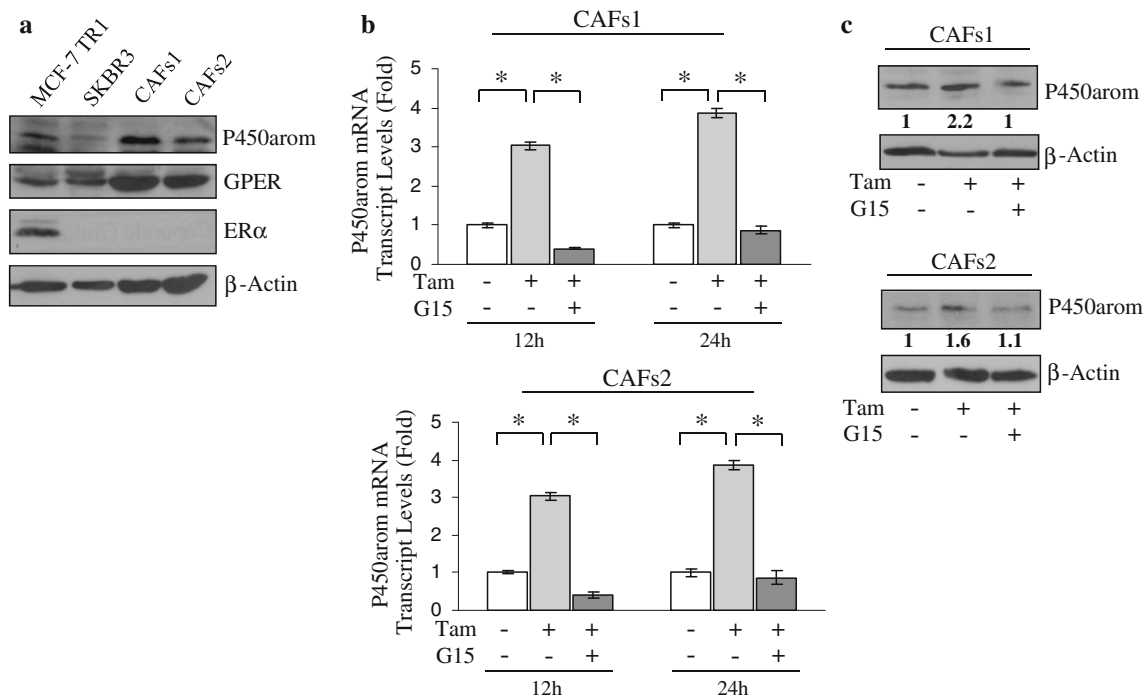 a
MCF-7 TR1
SKBR3
CAFs1
CAFs2
P450arom
GPER
ERα
β-Actin
b
CAFs1
P450arom mRNA
Transcript Levels (Fold)
5
4
3
2
1
0
* * * *
Tam - + + - + +
G15 - - + - - +
12h 24h
CAFs2
P450arom mRNA
Transcript Levels (Fold)
5
4
3
2
1
0
* * * *
Tam - + + - + +
G15 - - + - - +
12h 24h
c
CAFs1
P450arom
1 2.2 1
β-Actin
Tam - + +
G15 - - +
CAFs2
P450arom
1 1.6 1.1
β-Actin
Tam - + +
G15 - - +